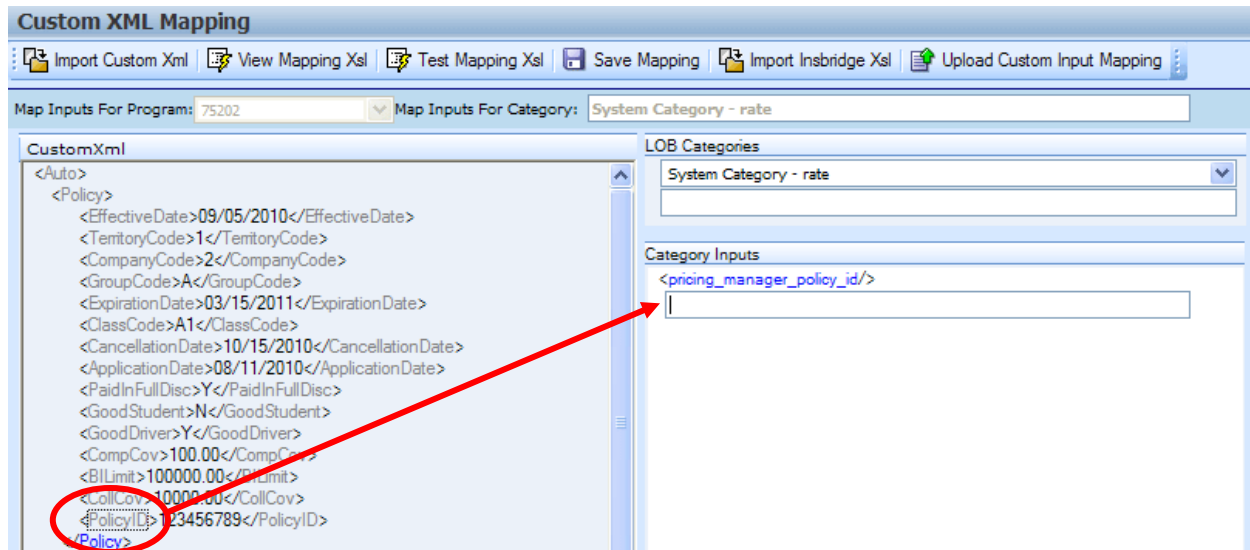 Custom XML Mapping
Import Custom Xml View Mapping Xsl Test Mapping Xsl Save Mapping Import Insbridge Xsl Upload Custom Input Mapping
Map Inputs For Program: 75202 Map Inputs For Category: System Category - rate
CustomXml
<Auto>
<Policy>
<EffectiveDate>09/05/2010</EffectiveDate>
<TerritoryCode>1</TerritoryCode>
<CompanyCode>2</CompanyCode>
<GroupCode>A</GroupCode>
<ExpirationDate>03/15/2011</ExpirationDate>
<ClassCode>A1</ClassCode>
<CancellationDate>10/15/2010</CancellationDate>
<ApplicationDate>08/11/2010</ApplicationDate>
<PaidInFullDisc>Y</PaidInFullDisc>
<GoodStudent>N</GoodStudent>
<GoodDriver>Y</GoodDriver>
<CompCov>100.00</CompCov>
<BILimit>100000.00</BILimit>
<CollCov>10000.00</CollCov>
<PolicyID>123456789</PolicyID>
</Policy>
LOB Categories
System Category - rate
Category Inputs
<pricing_manager_policy_id/>